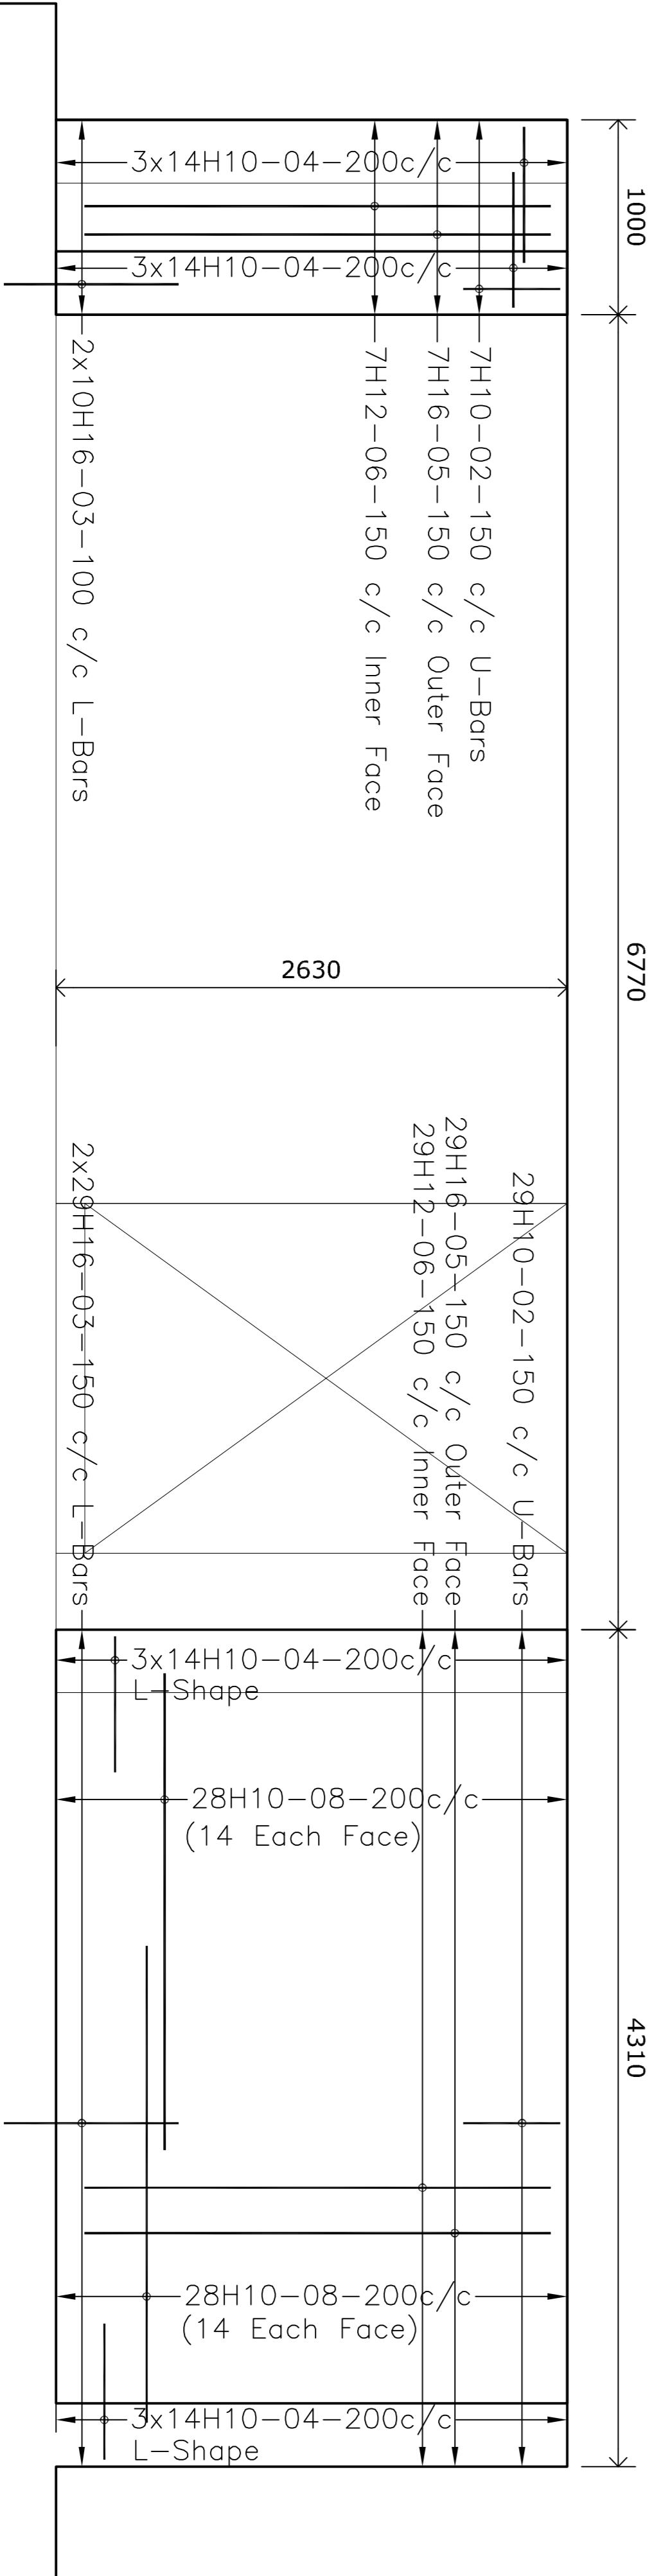 1000
6770
4310
3x14H10-04-200c/c
3x14H10-04-200c/c
7H10-02-150 c/c U-Bars
7H16-05-150 c/c Outer Face
7H12-06-150 c/c Inner Face
2x10H16-03-100 c/c L-Bars
2630
29H10-02-150 c/c U-Bars
29H16-05-150 c/c Outer Face
29H12-06-150 c/c Inner Face
2x29H16-03-150 c/c L-Bars
3x14H10-04-200c/c
L-Shape
28H10-08-200c/c
(14 Each Face)
28H10-08-200c/c
(14 Each Face)
3x14H10-04-200c/c
L-Shape